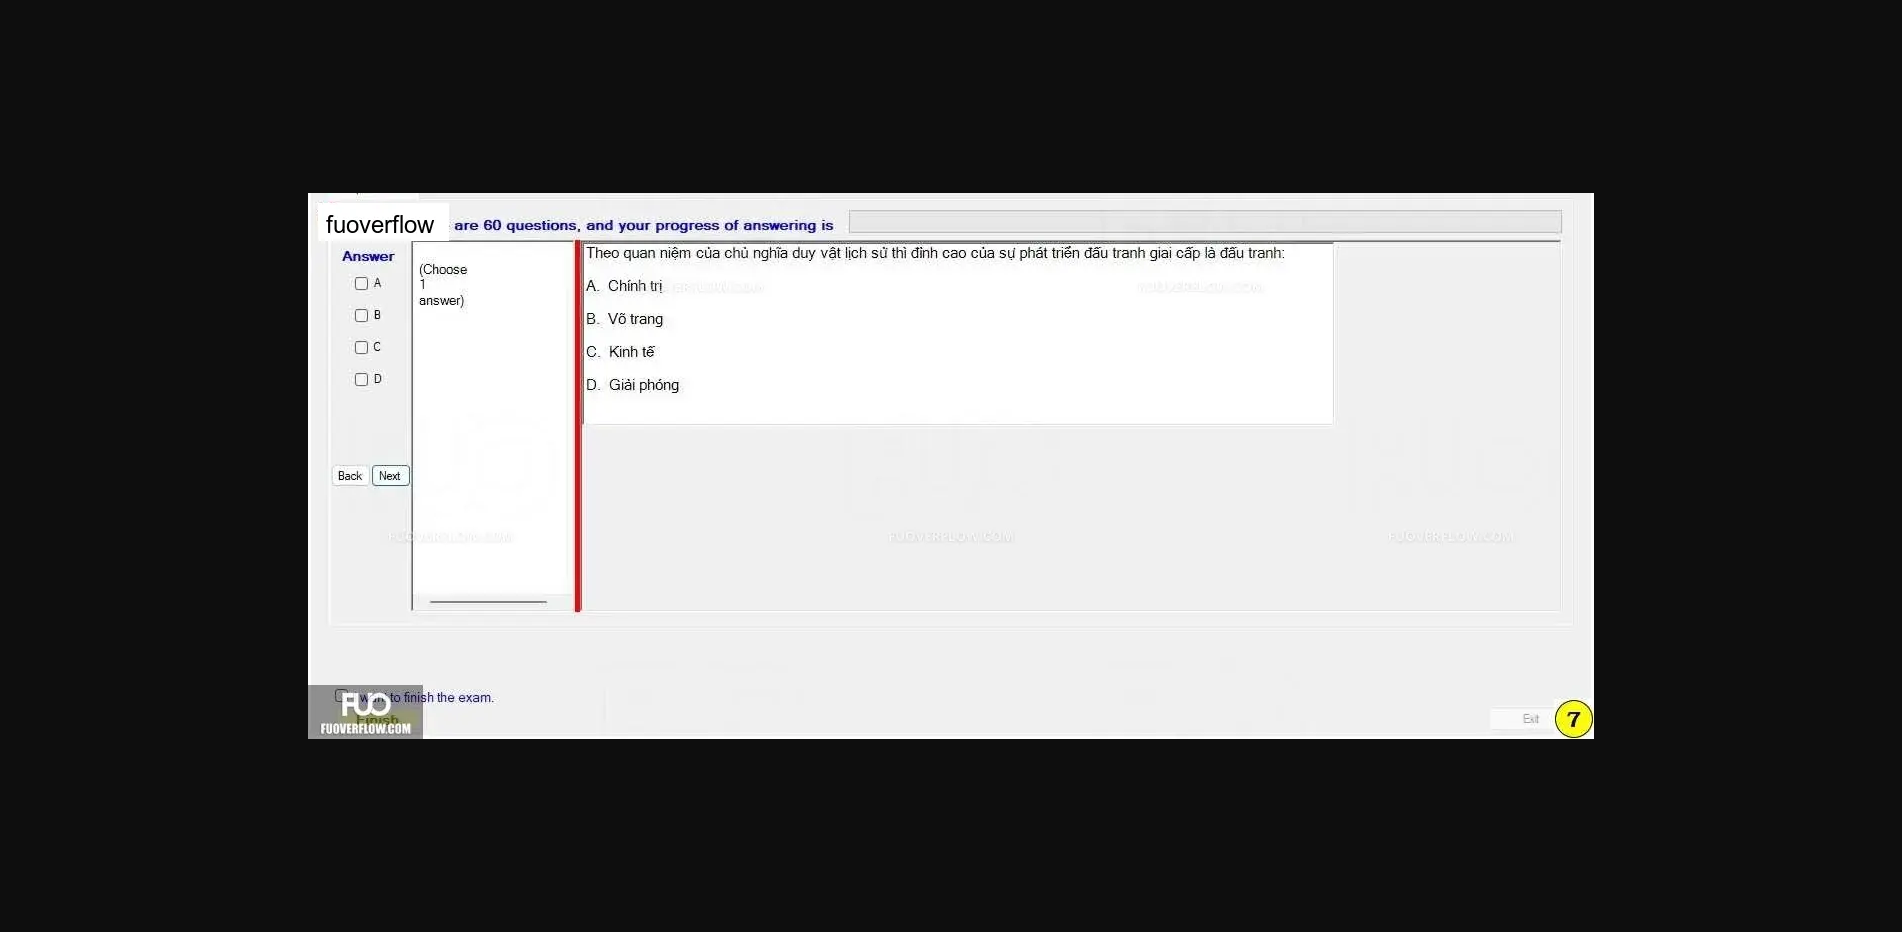 fuoverflow are 60 questions, and your progress of answering is
Answer
A
B
C
D
(Choose
1
answer)
Theo quan niệm của chủ nghĩa duy vật lịch sử thì đỉnh cao của sự phát triển đấu tranh giai cấp là đấu tranh:
A. Chính trị
B. Võ trang
C. Kinh tế
D. Giải phóng
Back Next
FUOVERFLOW.COM
FUOVERFLOW.COM
FUOVERFLOW.COM
FUOVERFLOW.COM
want to finish the exam.
FUO
Finish
FUOVERFLOW.COM
Exit
7